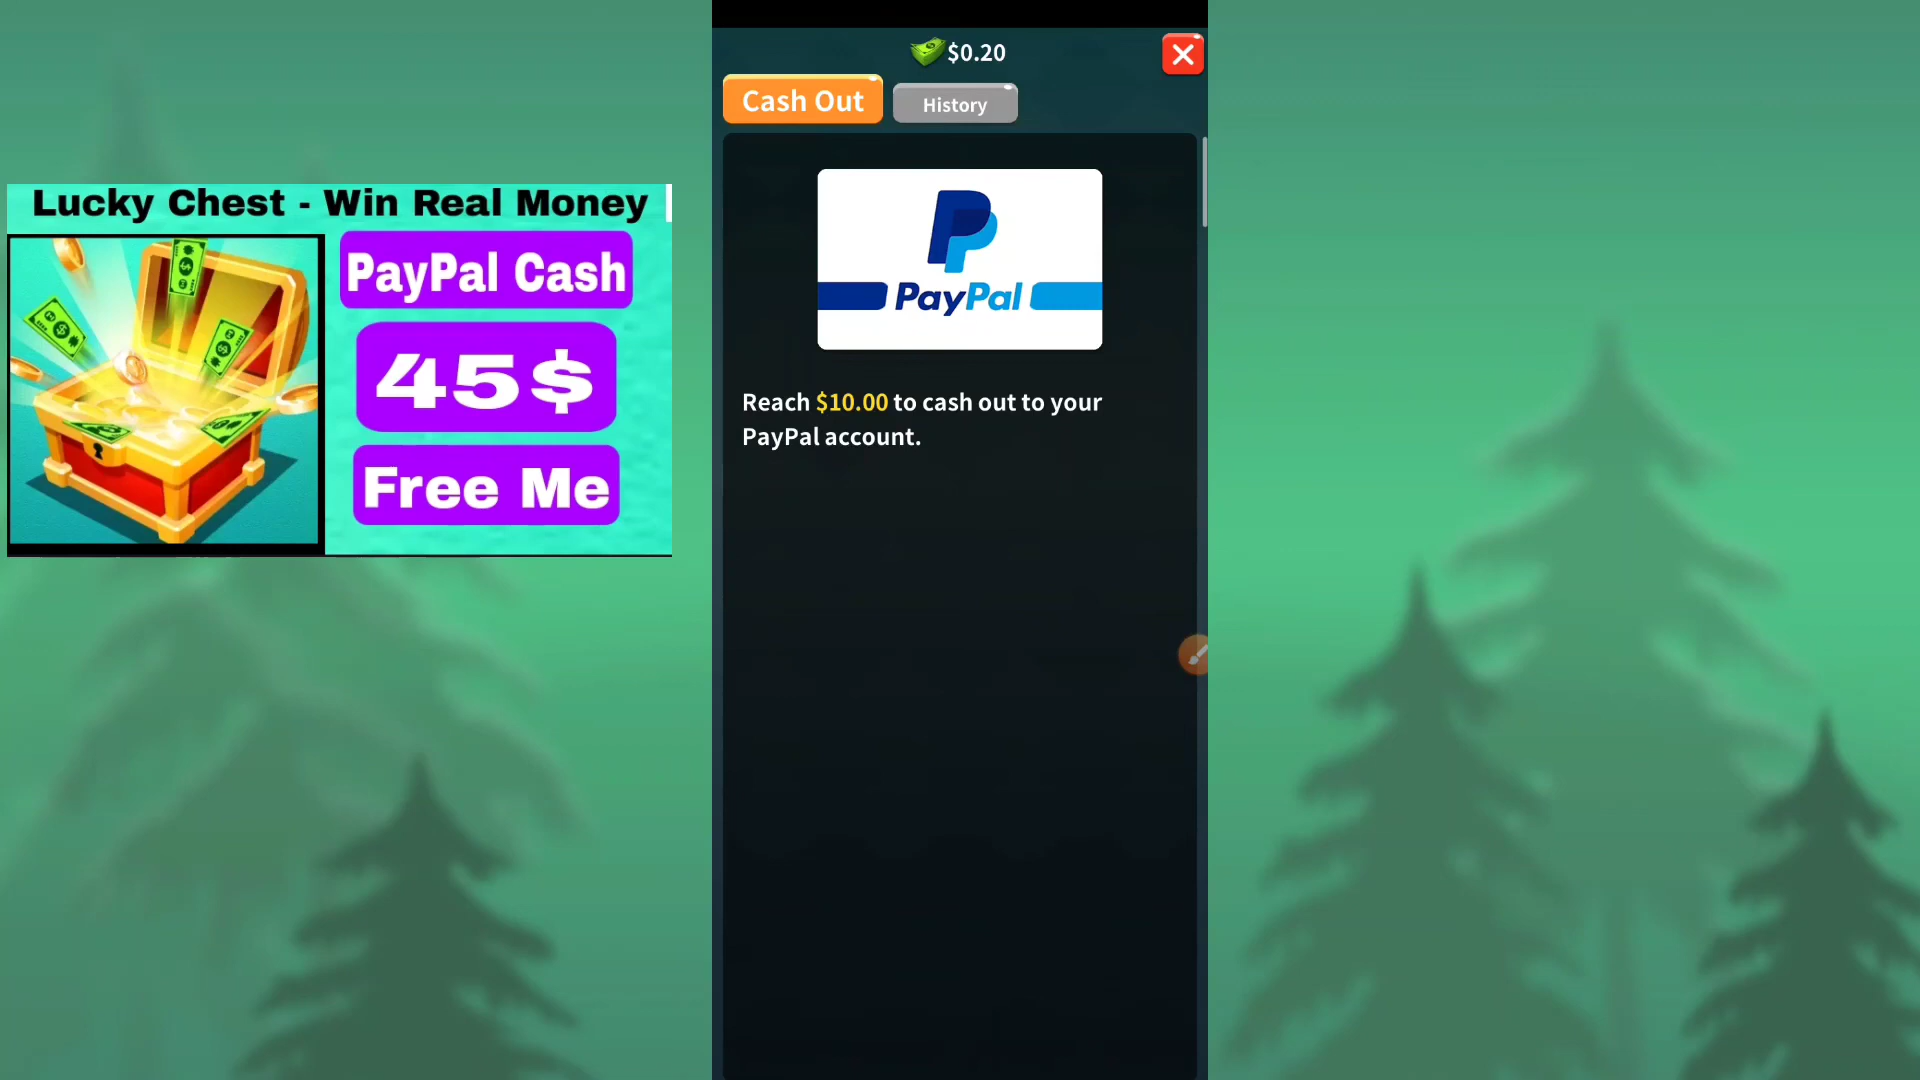 Lucky Chest - Win Real Money
PayPal Cash
45$
Free Me
$0.20
Cash Out
History
PayPal
Reach $10.00 to cash out to your
PayPal account.